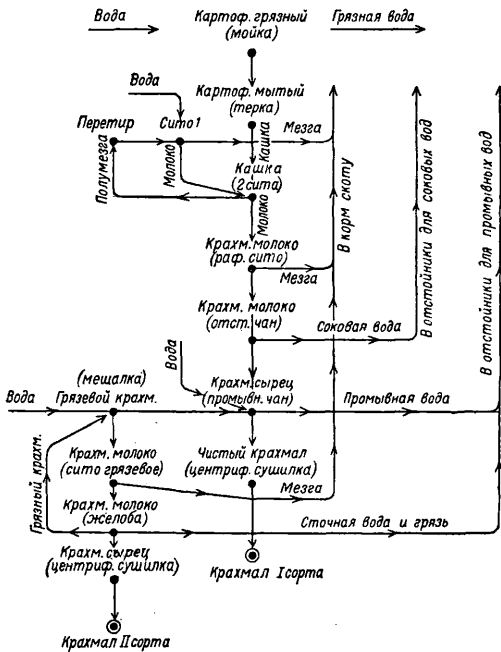 Вода
Картоф. грязный
(мойка)
Грязная вода
Вода
Картоф. мытый
(терка)
Перетир
Сито 1
Кашка
Мезга
Полумезга
Молоко
Кашка
(2 сита)
Молоко
В корм скоту
В отстойники для соковых вод
В отстойники для промывных вод
Крахм. молоко
(раф. сито)
Мезга
Крахм. молоко
(отст. чан)
Соковая вода
Вода
(мешалка)
Вода
Грязевой крахм.
Крахм. сырец
(промывн. чан)
Промывная вода
Грязный крахм.
Крахм. молоко
(сито грязевое)
Чистый крахмал
(центриф. сушилка)
Мезга
Крахм. молоко
(желоба)
Сточная вода и грязь
Крахм. сырец
(центриф. сушилка)
Крахмал I сорта
Крахмал II сорта